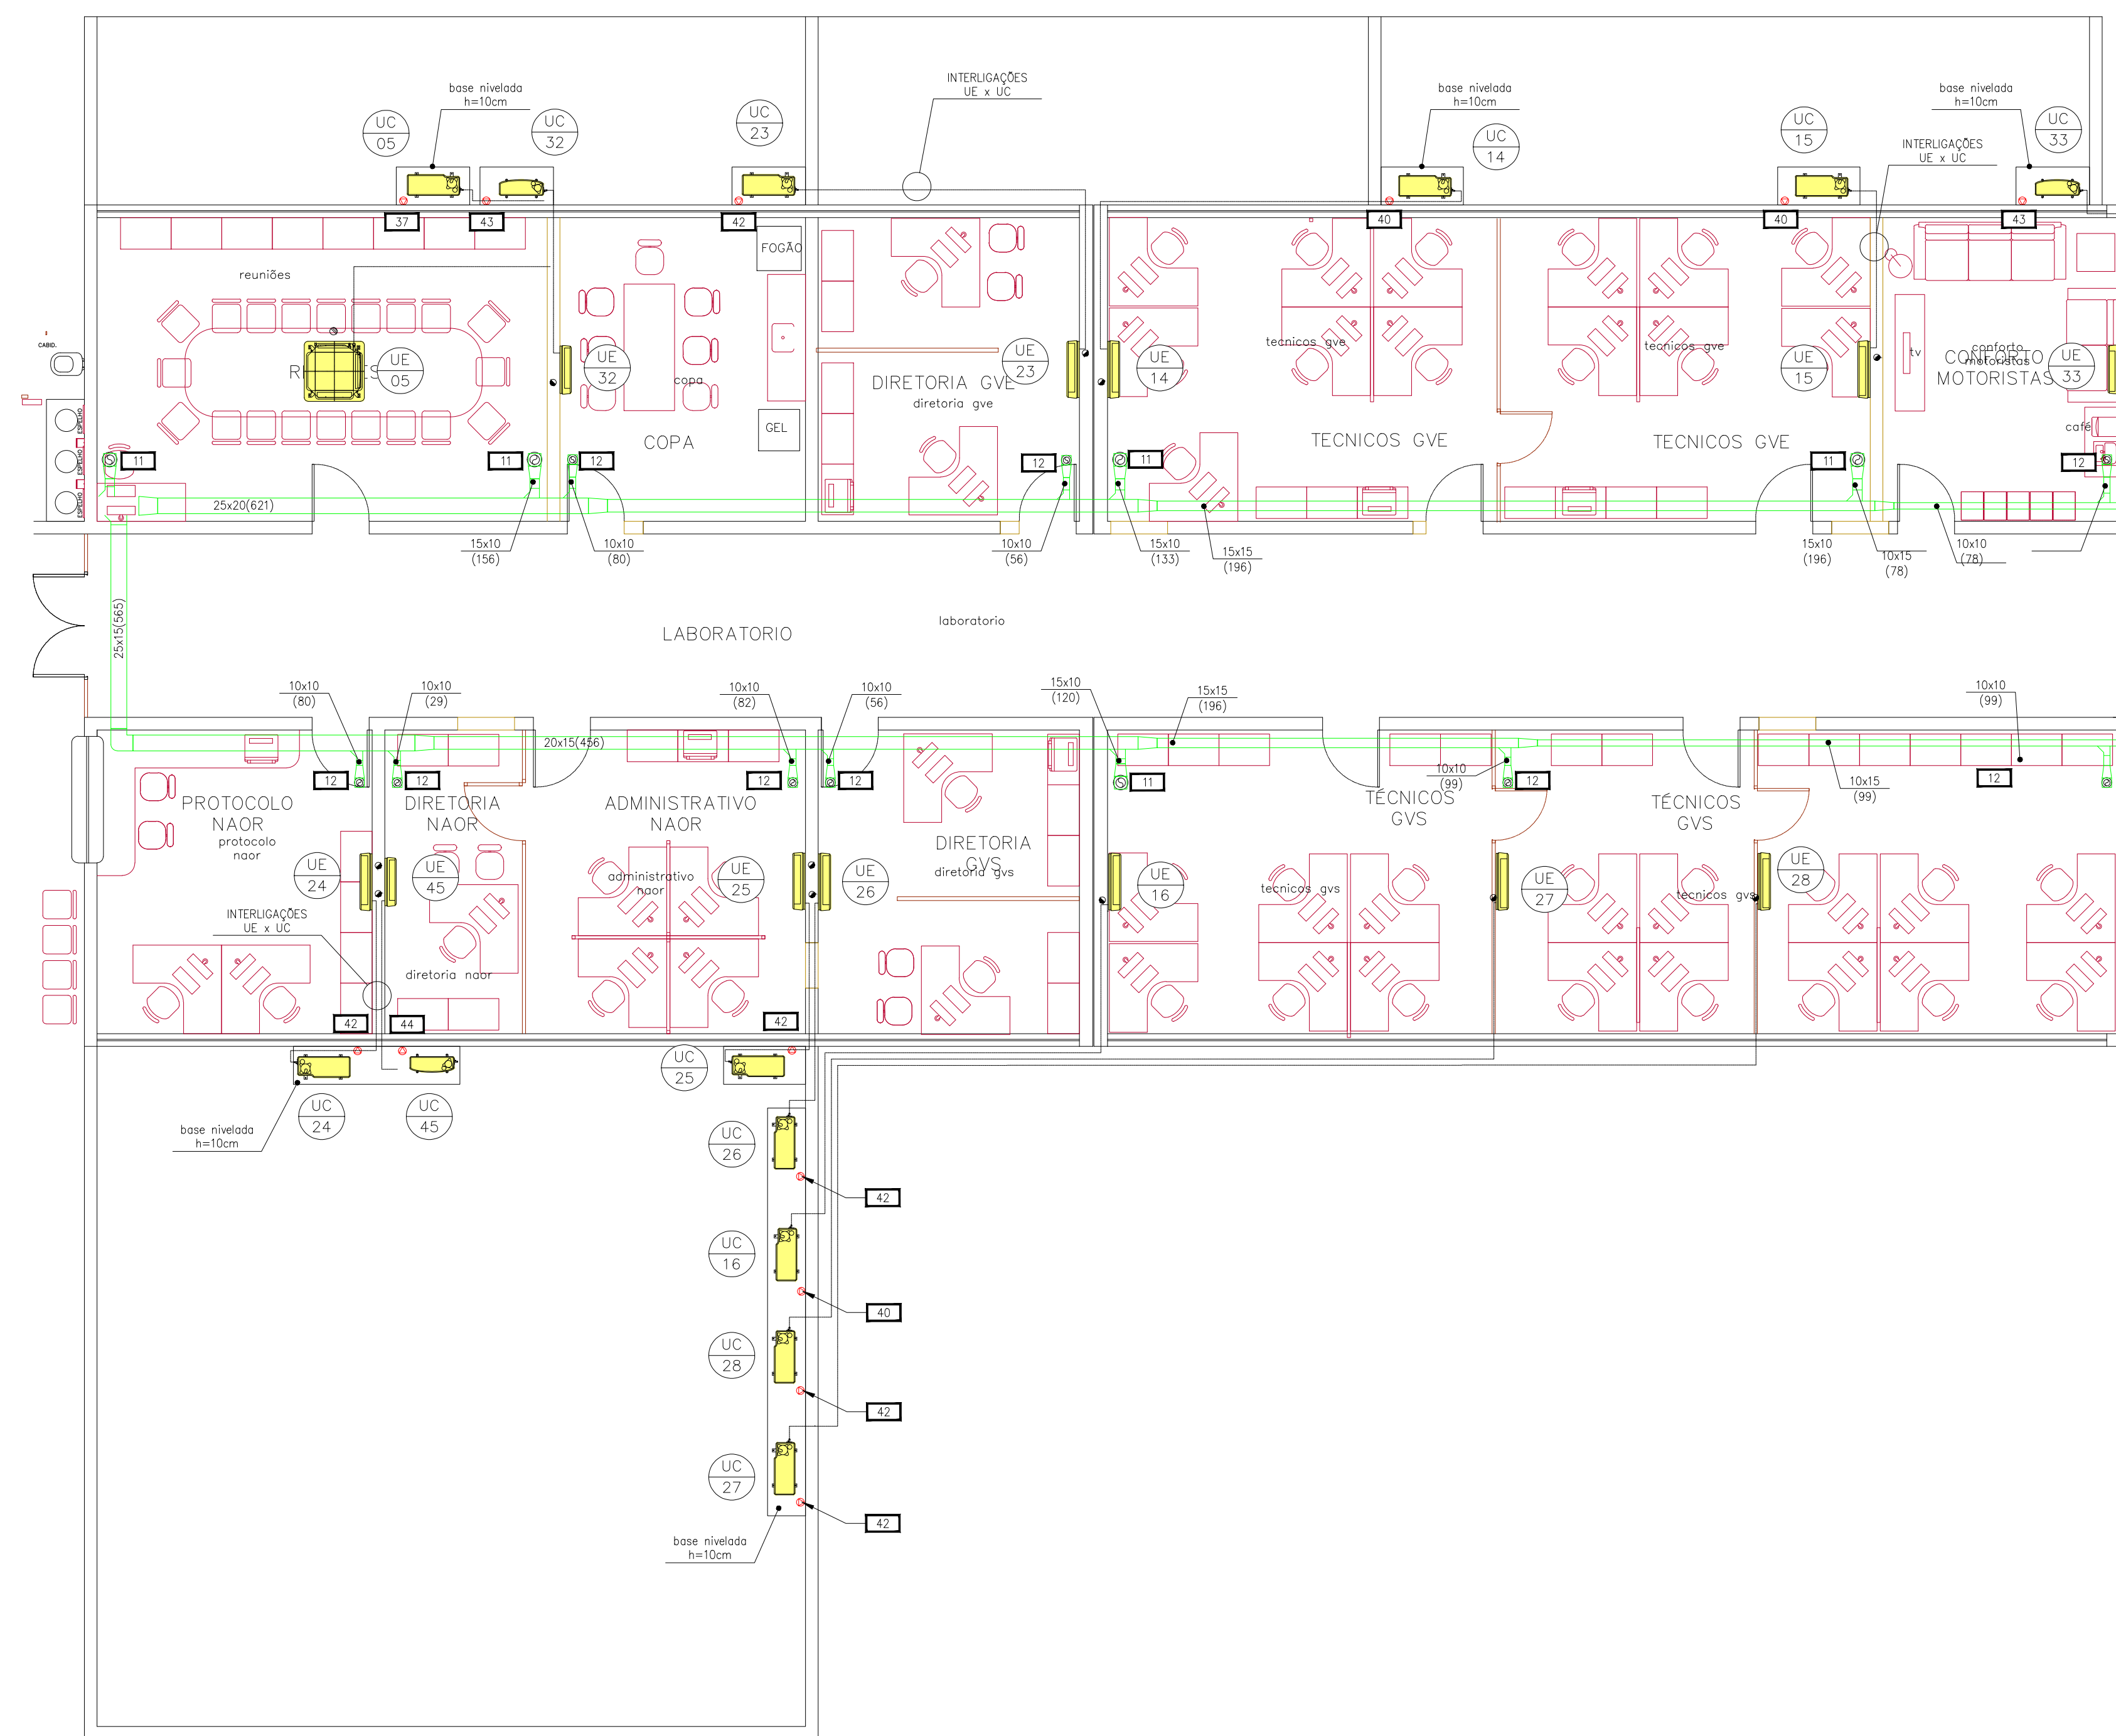 INTERLIGAÇÕES
UE x UC
base nivelada
h=10cm
base nivelada
h=10cm
base nivelada
h=10cm
UC
05
UC
32
UC
23
UC
14
UC
15
UC
33
INTERLIGAÇÕES
UE x UC
37
43
42
40
40
43
FOGÃO
reuniões
CABID.
UE
05
UE
32
copa
COPA
GEL
DIRETORIA GVE
diretoria gve
UE
23
UE
14
tecnicos gve
TECNICOS GVE
tecnicos gve
TECNICOS GVE
UE
15
tv
conforto
motoristas
CONFORTO
MOTORISTAS
UE
33
café
ESPELHO
ESPELHO
ESPELHO
11
11
12
12
11
11
12
25x20(621)
15x10
(156)
10x10
(80)
10x10
(56)
15x10
(133)
15x15
(196)
15x10
(196)
10x15
(78)
10x10
(78)
25x15(565)
LABORATORIO
laboratorio
10x10
(80)
10x10
(29)
10x10
(82)
10x10
(56)
15x10
(120)
15x15
(196)
10x10
(99)
20x15(456)
12
12
12
12
11
10x10
(99)
12
10x15
(99)
12
PROTOCOLO
NAOR
protocolo
naor
DIRETORIA
NAOR
ADMINISTRATIVO
NAOR
DIRETORIA
GVS
diretoria gvs
TÉCNICOS
GVS
TÉCNICOS
GVS
UE
24
UE
45
administrativo
naor
UE
25
UE
26
UE
16
tecnicos gvs
UE
27
tecnicos gvs
UE
28
INTERLIGAÇÕES
UE x UC
diretoria naor
42
44
42
UC
24
UC
45
UC
25
base nivelada
h=10cm
UC
26
42
UC
16
40
UC
28
42
UC
27
42
base nivelada
h=10cm